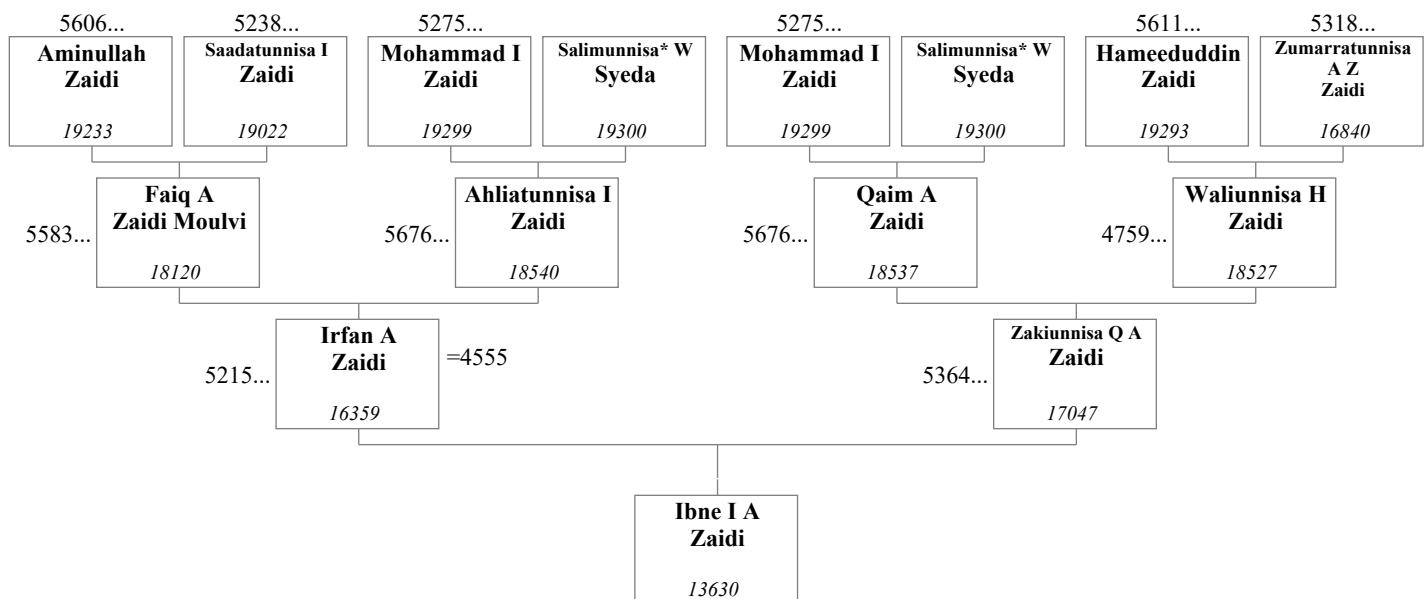 5606... 5238... 5275... 5275... 5611... 5318...
Aminullah
Zaidi
19233
Saadatunnisa I
Zaidi
19022
Mohammad I
Zaidi
19299
Salimunnisa* W
Syeda
19300
Mohammad I
Zaidi
19299
Salimunnisa* W
Syeda
19300
Hameeduddin
Zaidi
19293
Zumarratunnisa
A Z
Zaidi
16840
5583...
Faiq A
Zaidi Moulvi
18120
5676...
Ahliatunnisa I
Zaidi
18540
5676...
Qaim A
Zaidi
18537
4759...
Waliunnisa H
Zaidi
18527
5215...
Irfan A
Zaidi
16359
=4555
5364...
Zakiunnisa Q A
Zaidi
17047
Ibne I A
Zaidi
13630